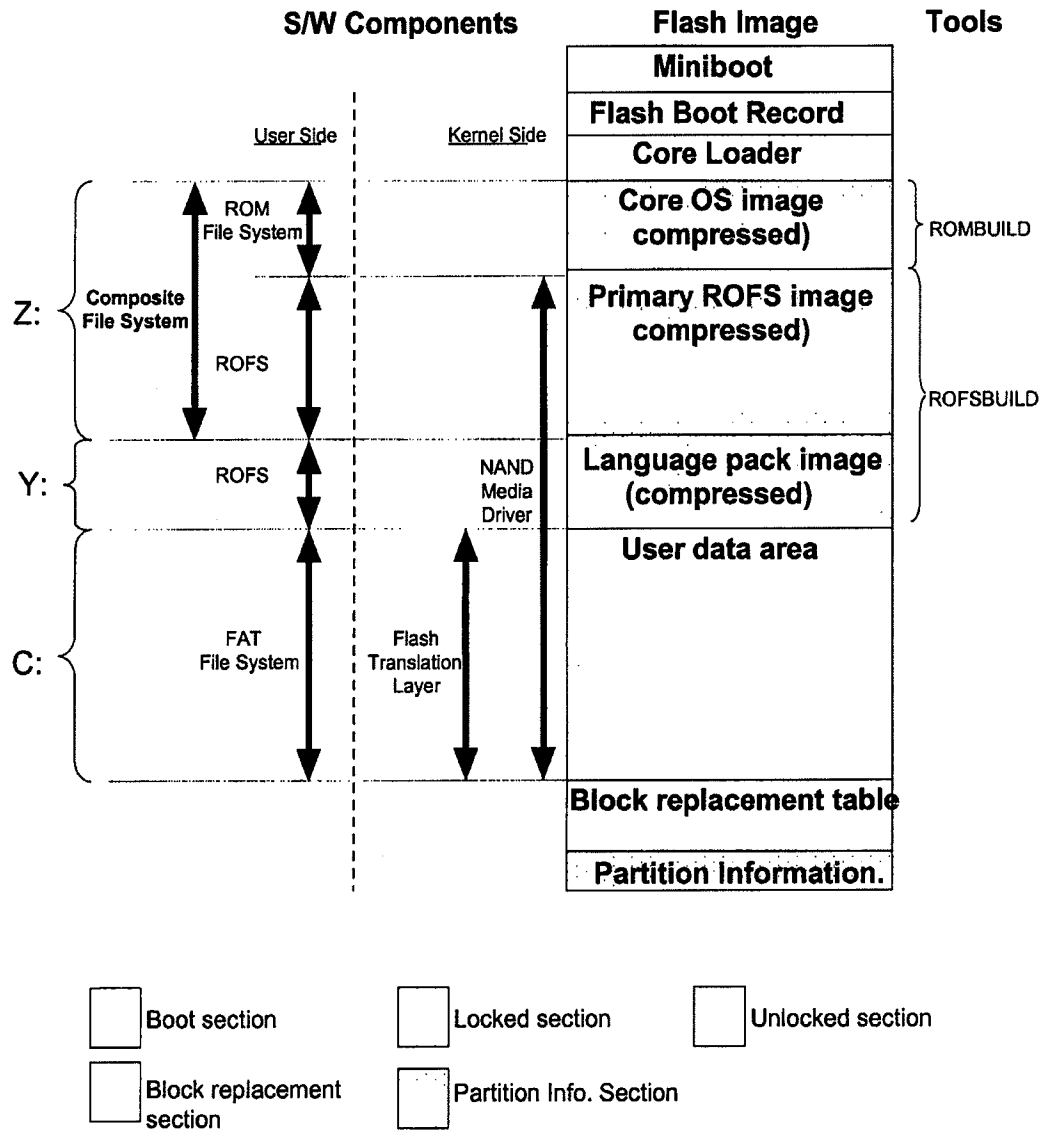 S/W Components
Flash Image
Tools
Miniboot
Flash Boot Record
User Side
Kernel Side
Core Loader
ROM
File System
Core OS image
compressed)
ROMBUILD
Z:
Composite
File System
Primary ROFS image
compressed)
ROFS
ROFSBUILD
Y:
ROFS
NAND
Media
Driver
Language pack image
(compressed)
User data area
C:
FAT
File System
Flash
Translation
Layer
Block replacement table
Partition Information.
Boot section
Locked section
Unlocked section
Block replacement
section
Partition Info. Section